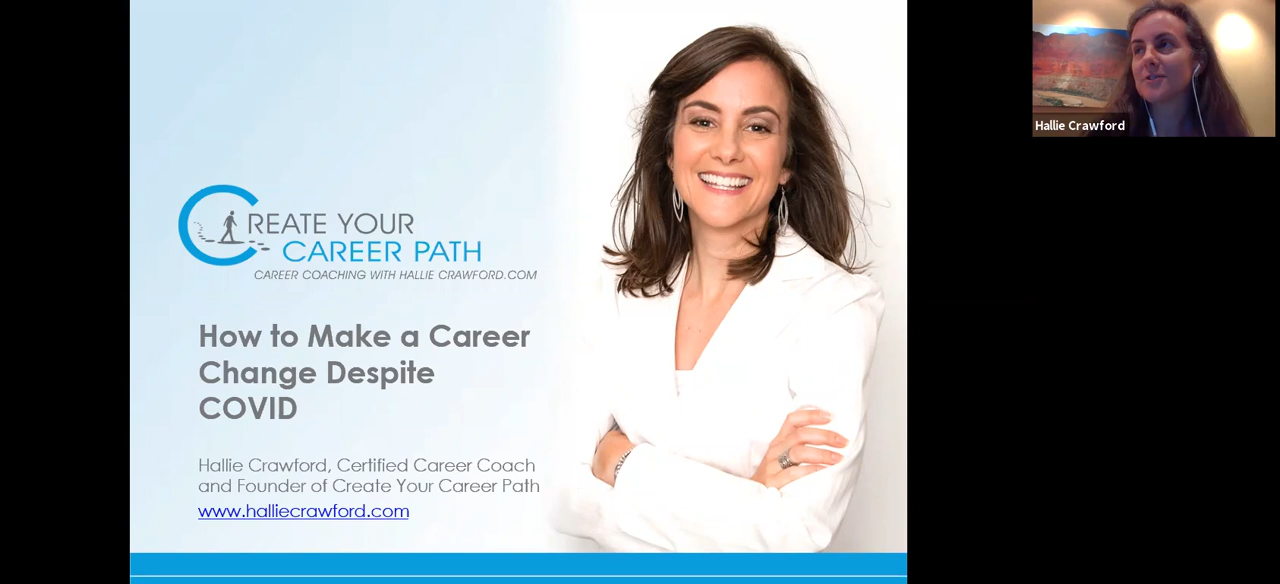 CREATE YOUR
CAREER PATH
CAREER COACHING WITH HALLIE CRAWFORD.COM
How to Make a Career
Change Despite
COVID
Hallie Crawford, Certified Career Coach
and Founder of Create Your Career Path
www.halliecrawford.com
Hallie Crawford